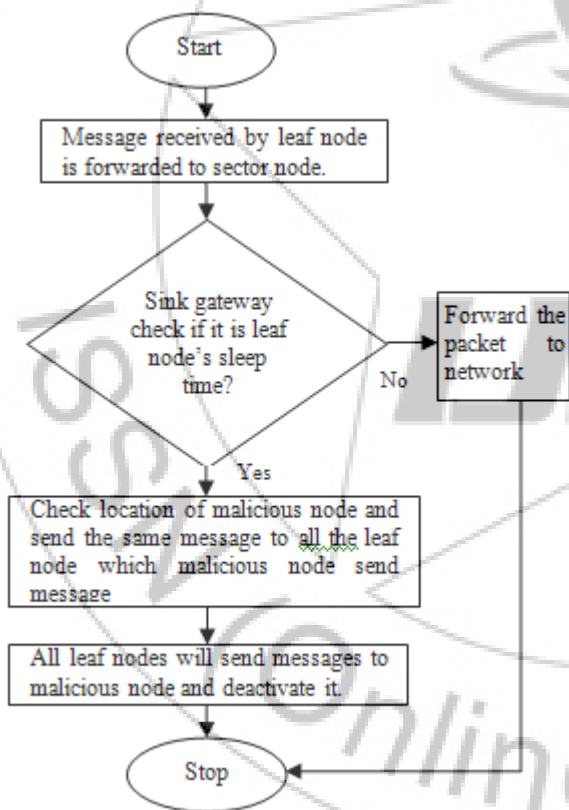 Start
Message received by leaf node
is forwarded to sector node.
Sink gateway
check if it is leaf
node's sleep
time?
No
Forward the
packet to
network
Yes
Check location of malicious node and
send the same message to all the leaf
node which malicious node send
message
All leaf nodes will send messages to
malicious node and deactivate it.
Stop
ISSN (Onlin